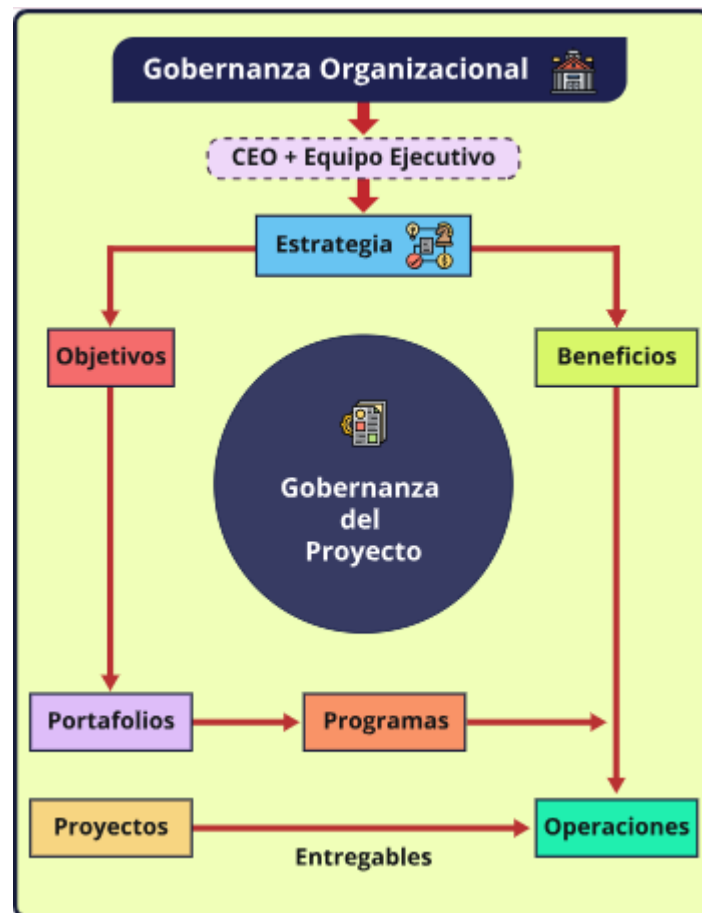 Gobernanza Organizacional
CEO + Equipo Ejecutivo
Estrategia
Objetivos
Beneficios
Gobernanza
del
Proyecto
Portafolios
Programas
Proyectos
Operaciones
Entregables